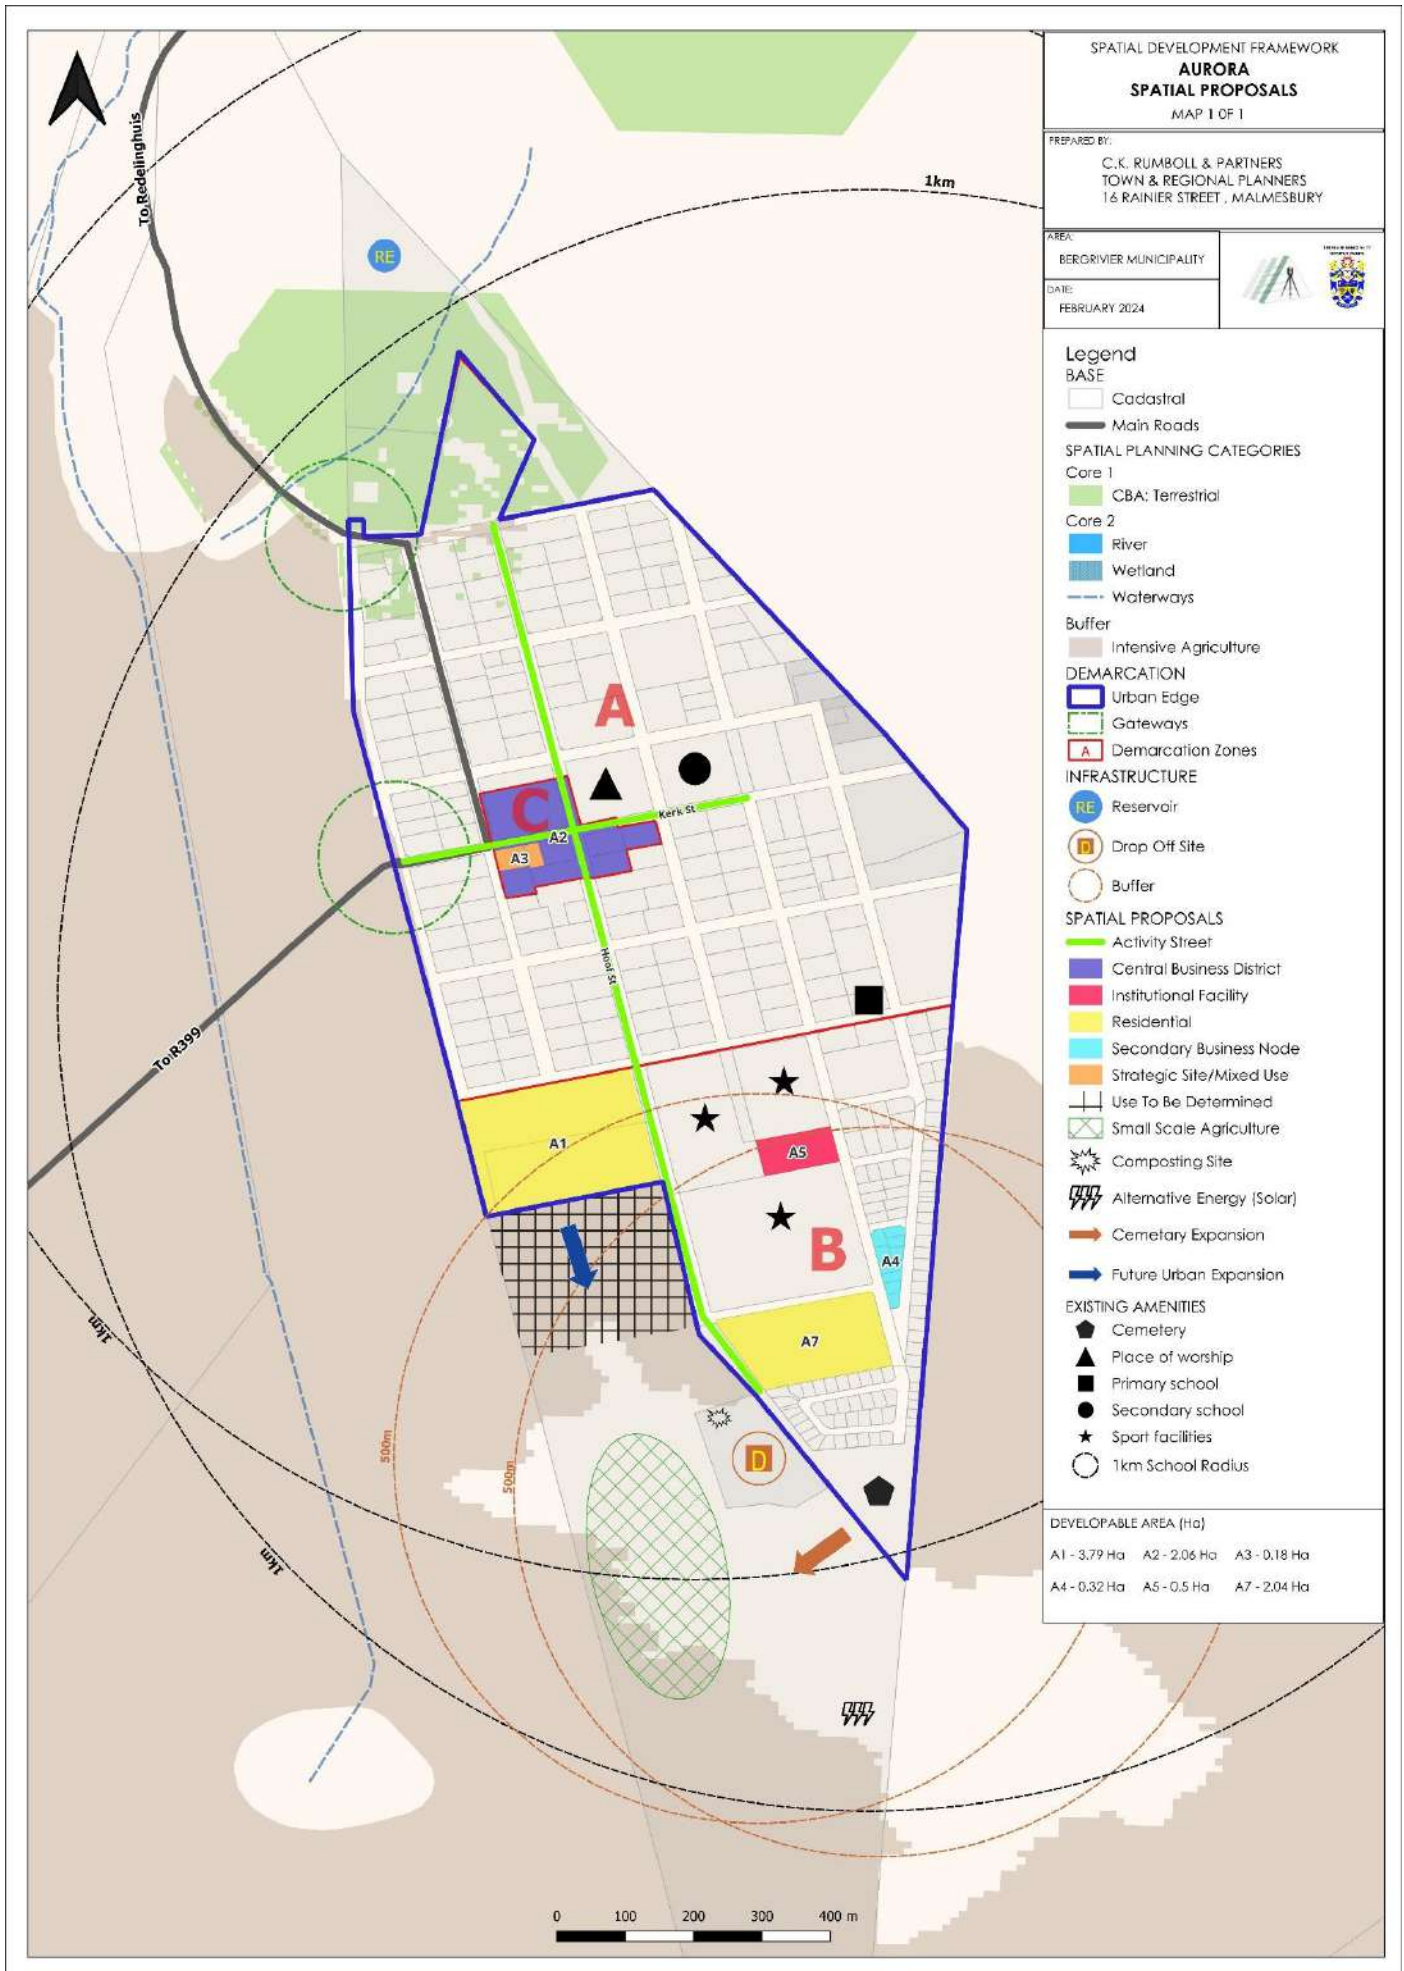 SPATIAL DEVELOPMENT FRAMEWORK
AURORA
SPATIAL PROPOSALS
MAP 1 OF 1
PREPARED BY:
C.K. RUMBOLL & PARTNERS
TOWN & REGIONAL PLANNERS
16 RAINIER STREET , MALMESBURY
AREA:
BERGRIVIER MUNICIPALITY
DATE:
FEBRUARY 2024
Legend
BASE
Cadastral
Main Roads
SPATIAL PLANNING CATEGORIES
Core 1
CBA: Terrestrial
Core 2
River
Wetland
Waterways
Buffer
Intensive Agriculture
DEMARCATION
Urban Edge
Gateways
A Demarcation Zones
INFRASTRUCTURE
RE Reservoir
D Drop Off Site
Buffer
SPATIAL PROPOSALS
Activity Street
Central Business District
Institutional Facility
Residential
Secondary Business Node
Strategic Site/Mixed Use
Use To Be Determined
Small Scale Agriculture
Composting Site
Alternative Energy (Solar)
Cemetary Expansion
Future Urban Expansion
EXISTING AMENITIES
Cemetery
Place of worship
Primary school
Secondary school
Sport facilities
1km School Radius
DEVELOPABLE AREA (Ha)
A1 - 3.79 Ha A2 - 2.06 Ha A3 - 0.18 Ha
A4 - 0.32 Ha A5 - 0.5 Ha A7 - 2.04 Ha
To Redelinghuis
1km
RE
A
C
Kerk St
A2
A3
Hoof St
To R399
A1
A5
B
A4
A7
1km
500m
500m
D
1km
0 100 200 300 400 m